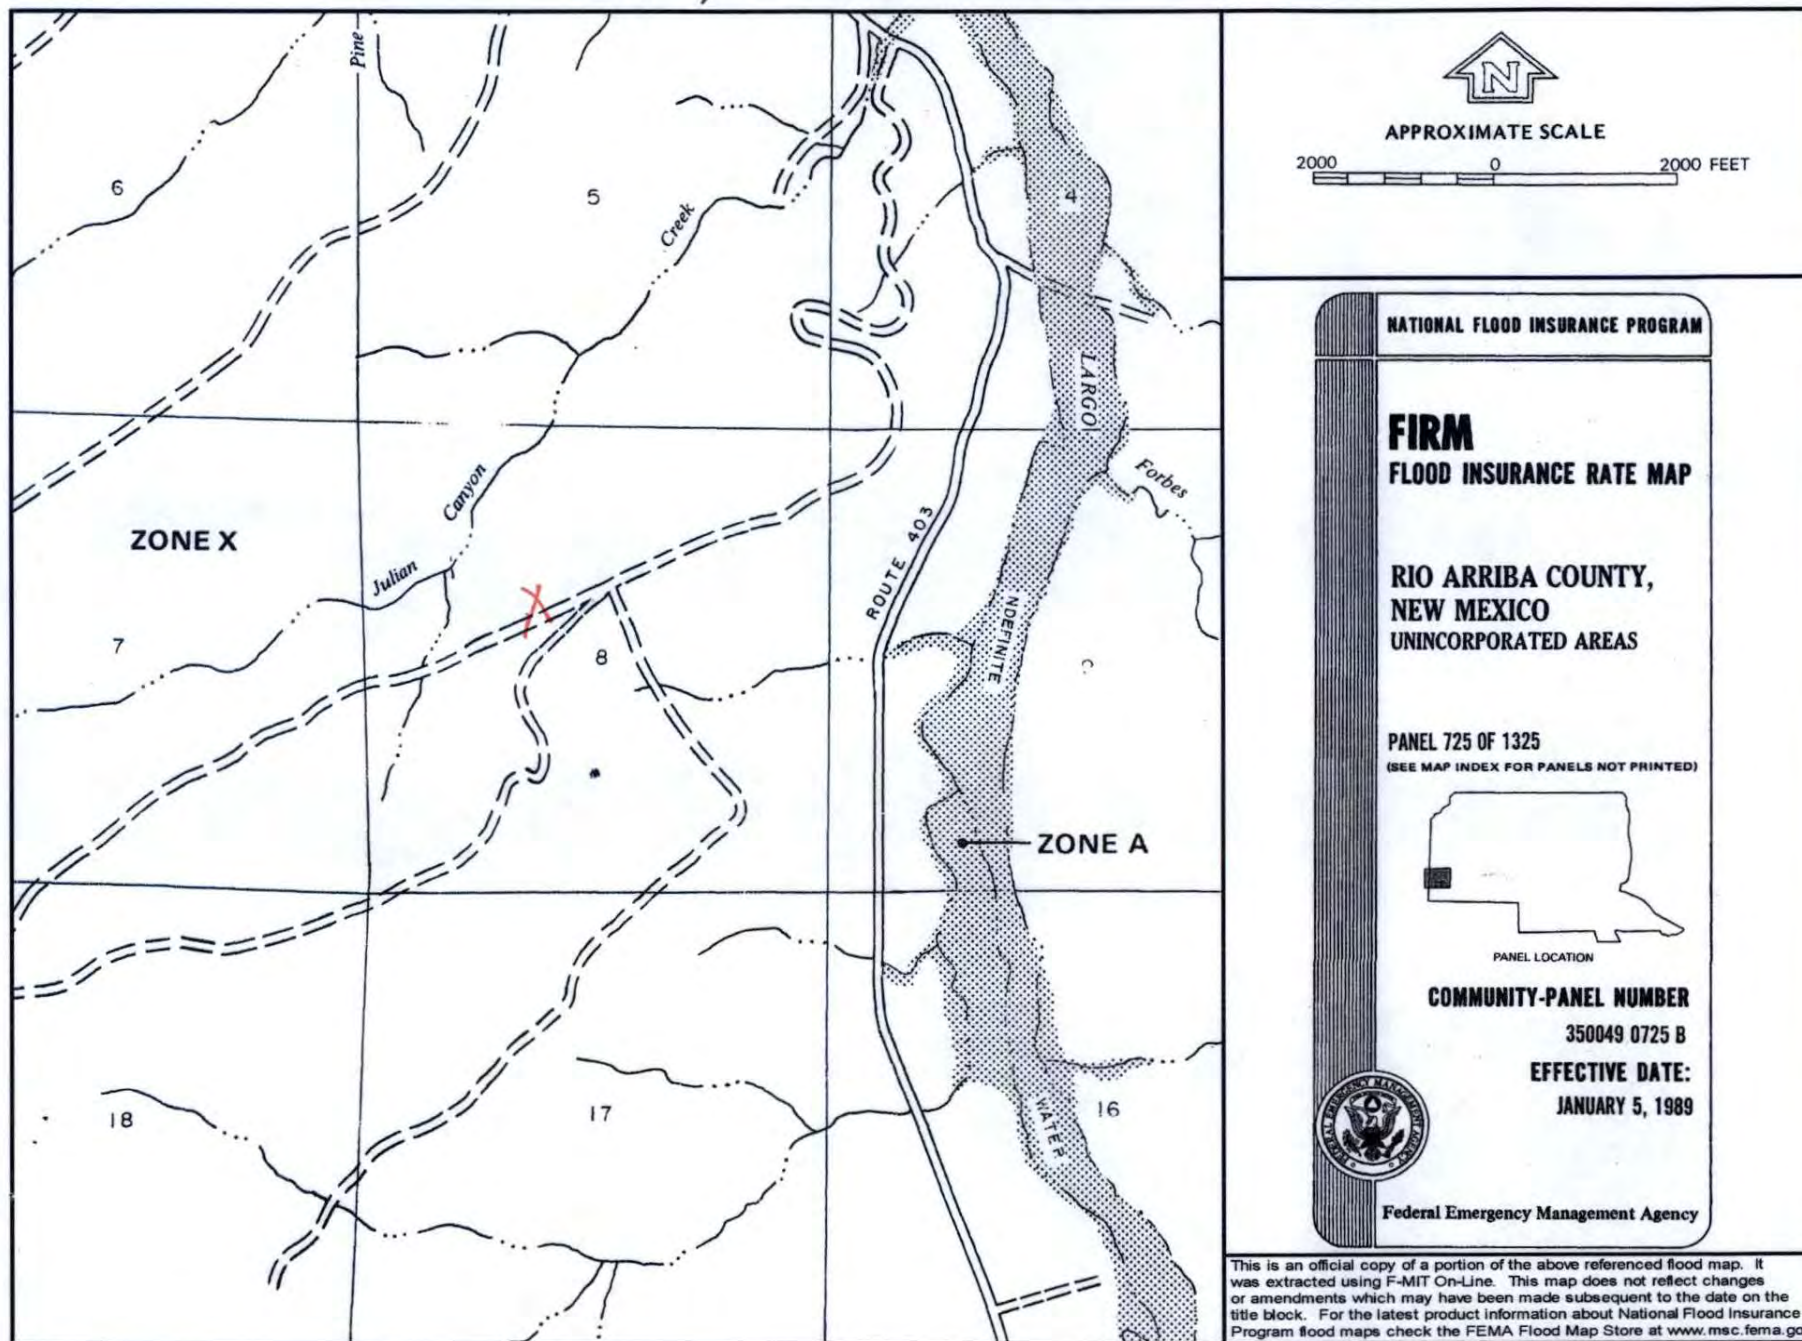 Pine
6
5
Creek
4
LARGO
Forbes
Canyon
ZONE X
Julian
ROUTE 403
NDEFINITE
7
8
ZONE A
18
17
WATER
16
N
APPROXIMATE SCALE
2000 0 2000 FEET
NATIONAL FLOOD INSURANCE PROGRAM
FIRM
FLOOD INSURANCE RATE MAP
RIO ARRIBA COUNTY,
NEW MEXICO
UNINCORPORATED AREAS
PANEL 725 OF 1325
(SEE MAP INDEX FOR PANELS NOT PRINTED)
PANEL LOCATION
COMMUNITY-PANEL NUMBER
350049 0725 B
EFFECTIVE DATE:
JANUARY 5, 1989
FEDERAL EMERGENCY MANAGEMENT AGENCY
Federal Emergency Management Agency
This is an official copy of a portion of the above referenced flood map. It
was extracted using F-MIT On-Line. This map does not reflect changes
or amendments which may have been made subsequent to the date on the
title block. For the latest product information about National Flood Insurance
Program flood maps check the FEMA Flood Map Store at www.msc.fema.go